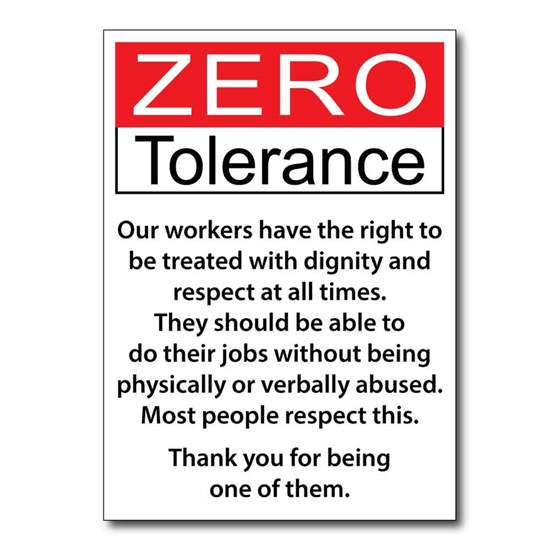 ZERO
Tolerance
Our workers have the right to
be treated with dignity and
respect at all times.
They should be able to
do their jobs without being
physically or verbally abused.
Most people respect this.
Thank you for being
one of them.